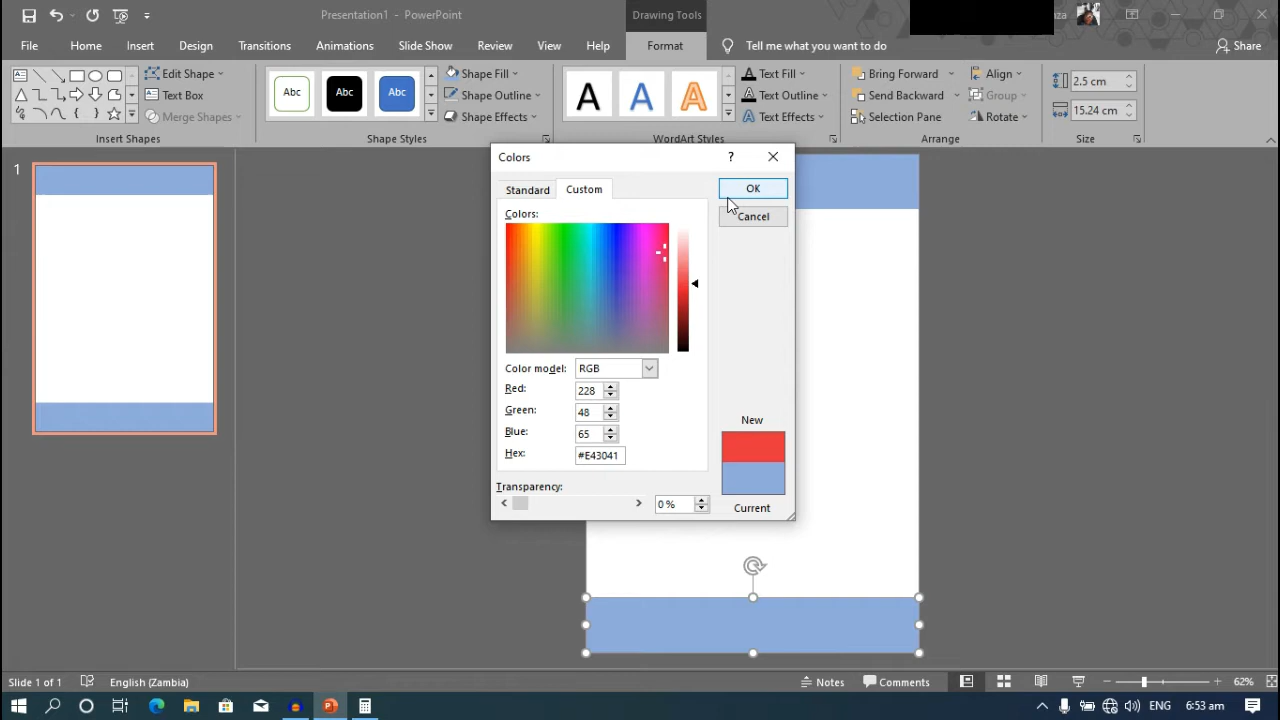 Presentation1 - PowerPoint
Drawing Tools
File Home Insert Design Transitions Animations Slide Show Review View Help Format Tell me what you want to do Share
Edit Shape
Text Box
Merge Shapes
Insert Shapes
Abc Abc Abc
Shape Fill
Shape Outline
Shape Effects
Shape Styles
A A A
Text Fill
Text Outline
Text Effects
WordArt Styles
Bring Forward
Send Backward
Selection Pane
Align
Group
Rotate
Arrange
2.5 cm
15.24 cm
Size
1
Colors
?
Standard Custom
OK
Cancel
Colors:
Color model: RGB
Red: 228
Green: 48
Blue: 65
Hex: #E43041
Transparency:
0 %
New
Current
Slide 1 of 1 English (Zambia)
Notes Comments 62%
ENG 6:53 am